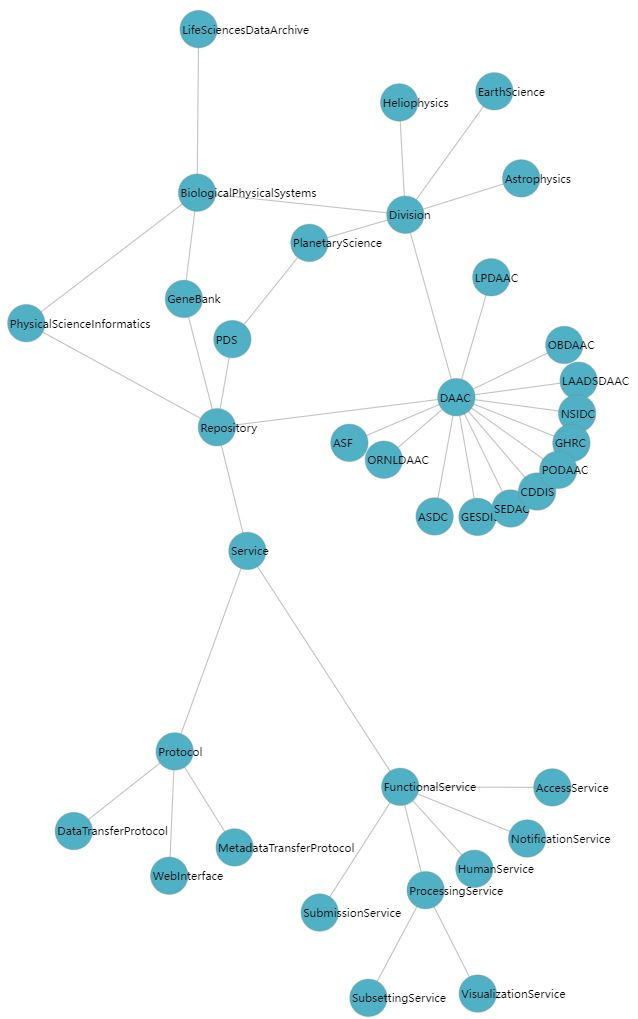 LifeSciencesDataArchive
EarthScience
Heliophysics
Astrophysics
BiologicalPhysicalSystems
Division
PlanetaryScience
LPDAAC
GeneBank
PhysicalScienceInformatics
PDS
OBDAAC
LAADSDAAC
DAAC
NSIDC
Repository
ASF
GHRC
ORNLDAAC
PODAAC
CDDIS
SEDAC
ASDC
Service
Protocol
FunctionalService
AccessService
DataTransferProtocol
NotificationService
MetadataTransferProtocol
HumanService
WebInterface
ProcessingService
SubmissionService
VisualizationService
SubsettingService